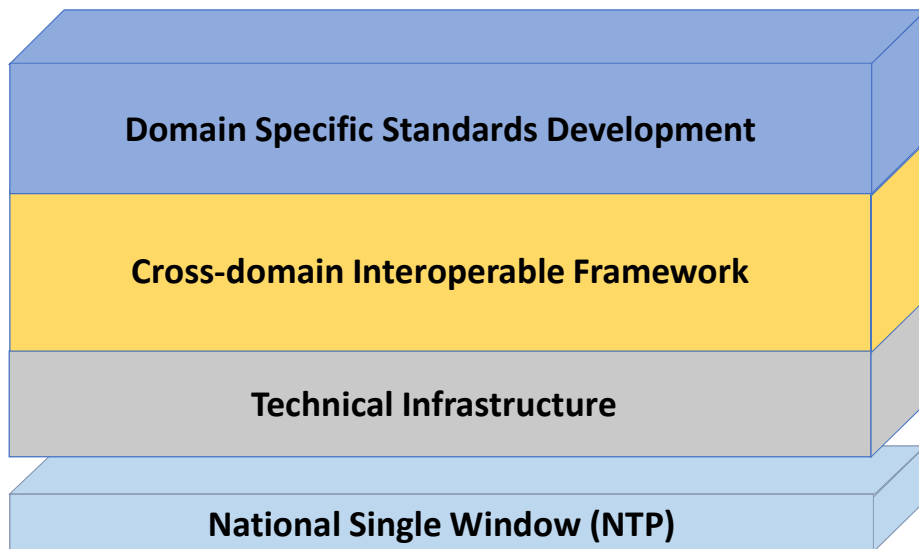 Domain Specific Standards Development
Cross-domain Interoperable Framework
Technical Infrastructure
National Single Window (NTP)